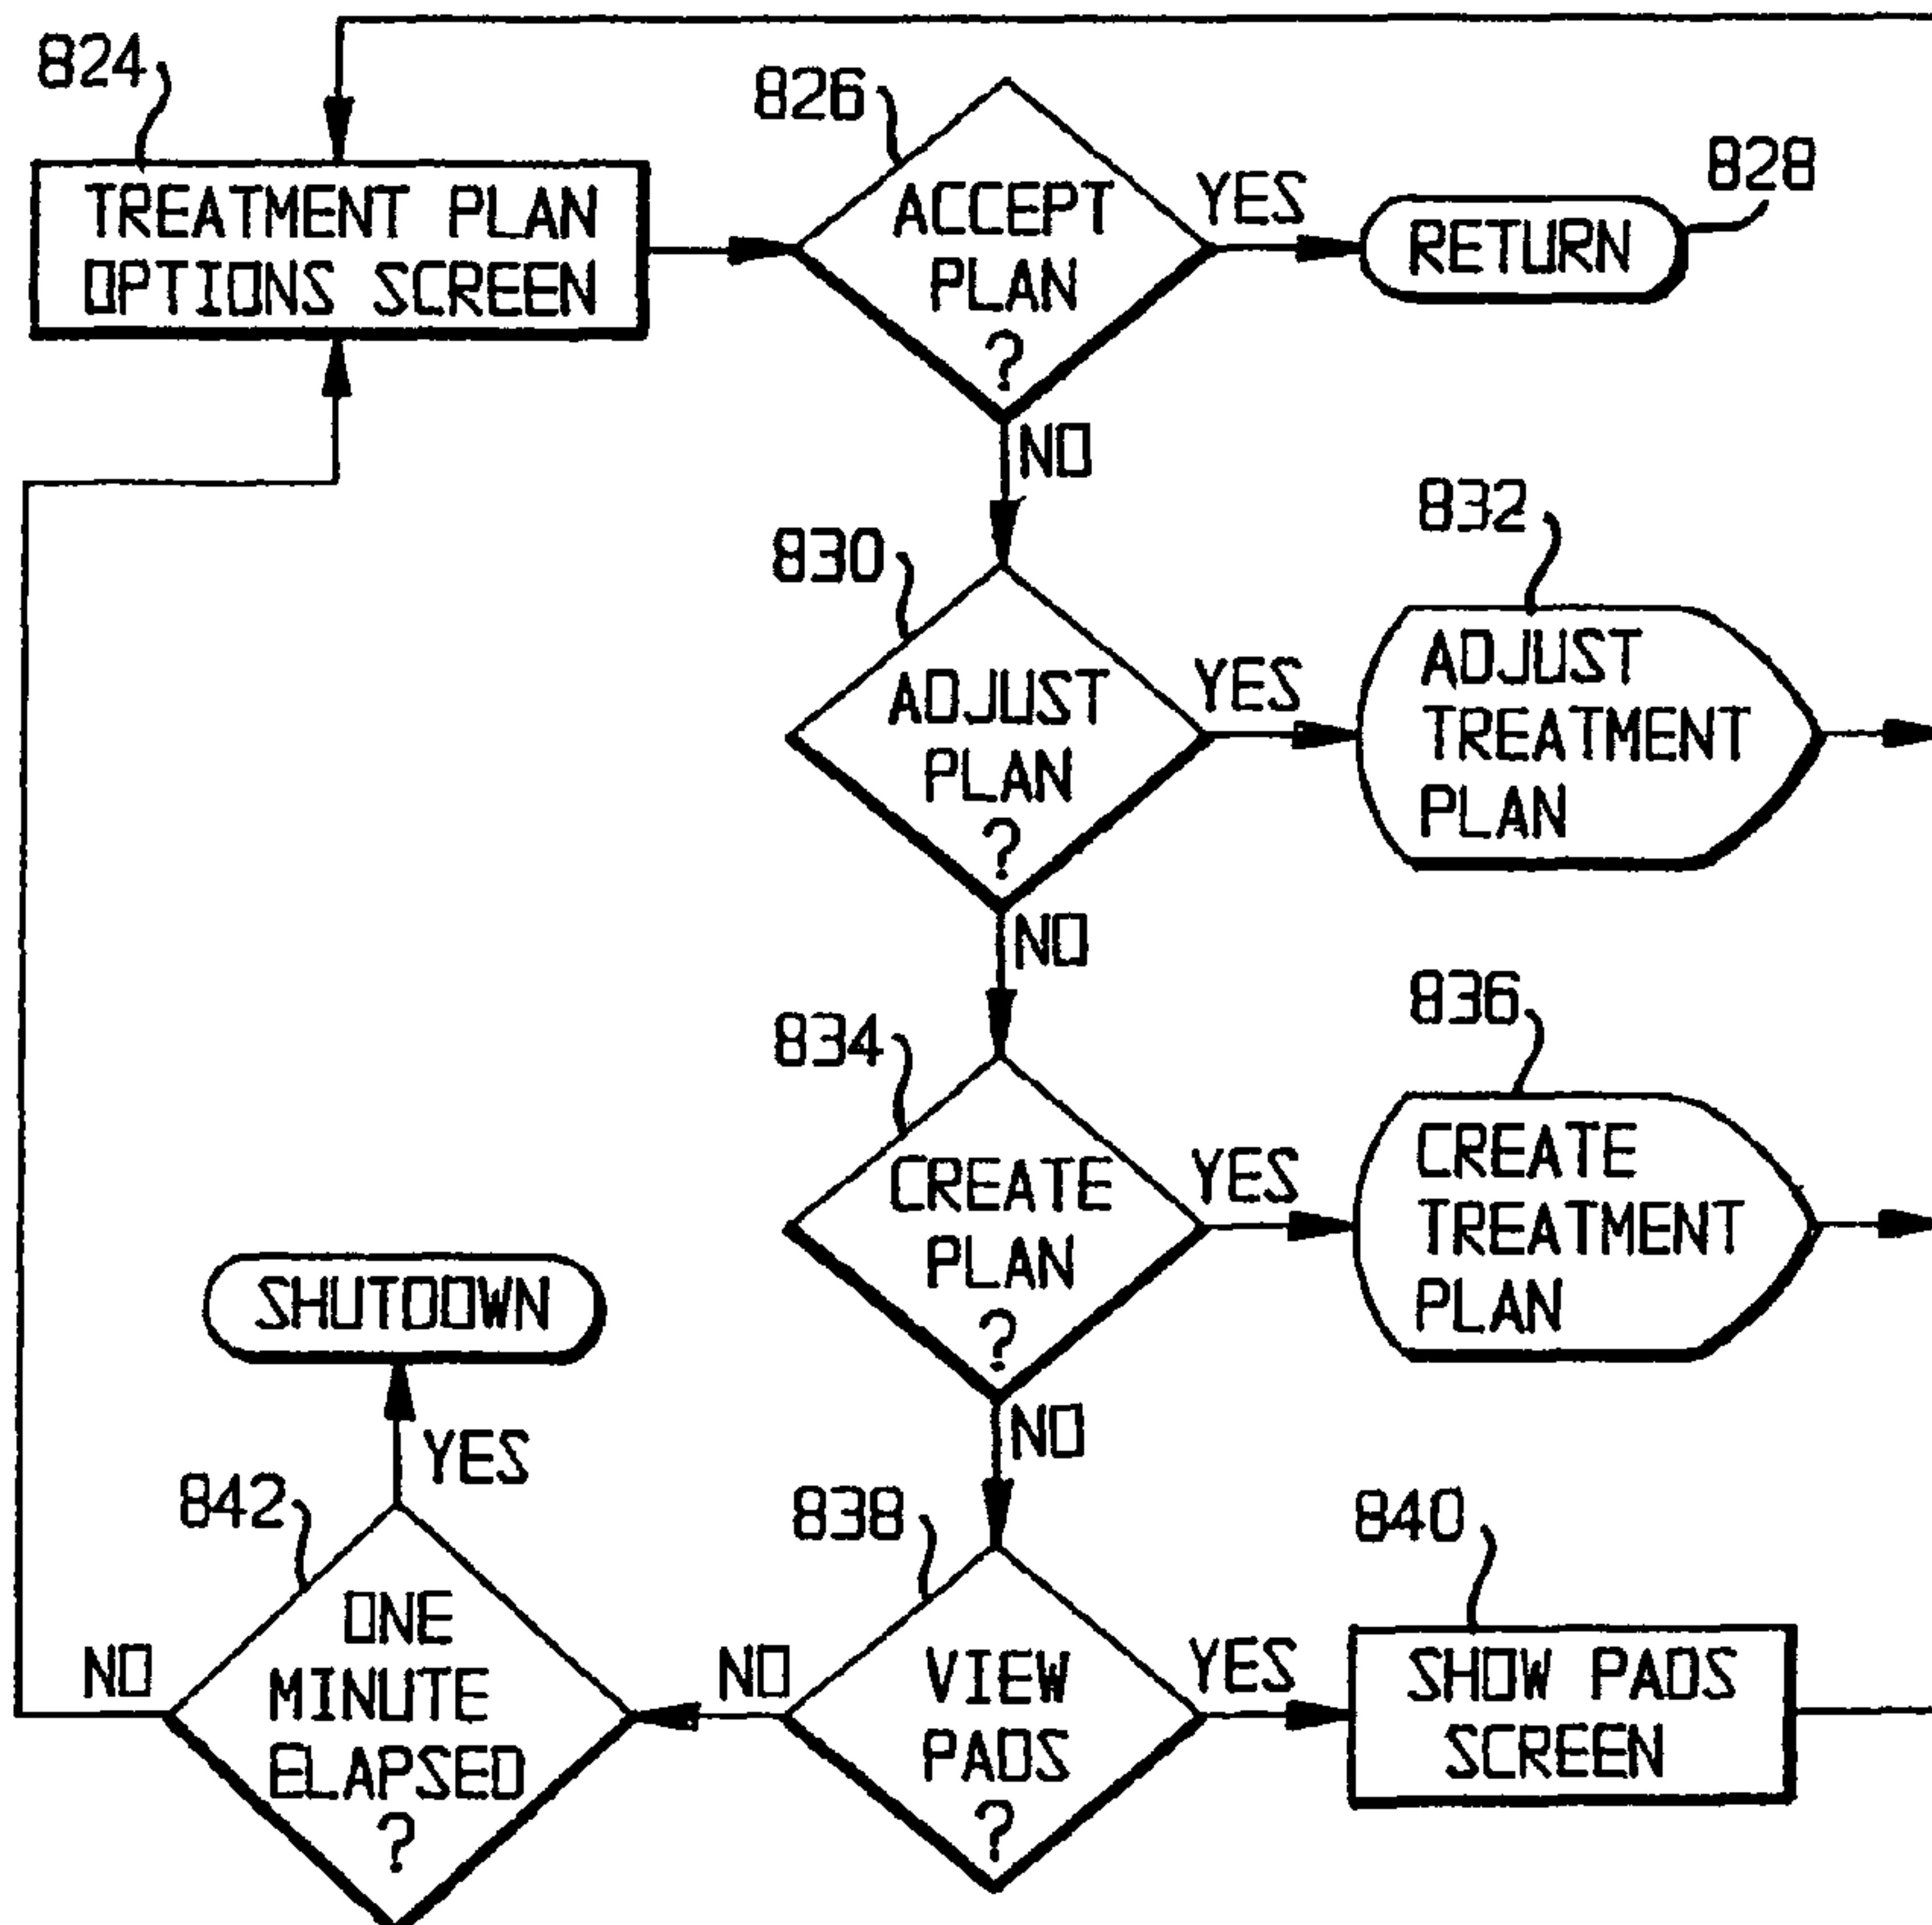 824
TREATMENT PLAN
OPTIONS SCREEN
826
ACCEPT
PLAN
?
YES
828
RETURN
NO
830
ADJUST
PLAN
?
YES
832
ADJUST
TREATMENT
PLAN
NO
834
CREATE
PLAN
?
YES
836
CREATE
TREATMENT
PLAN
NO
838
VIEW
PADS
?
YES
840
SHOW PADS
SCREEN
NO
842
ONE
MINUTE
ELAPSED
?
YES
SHUTDOWN
NO